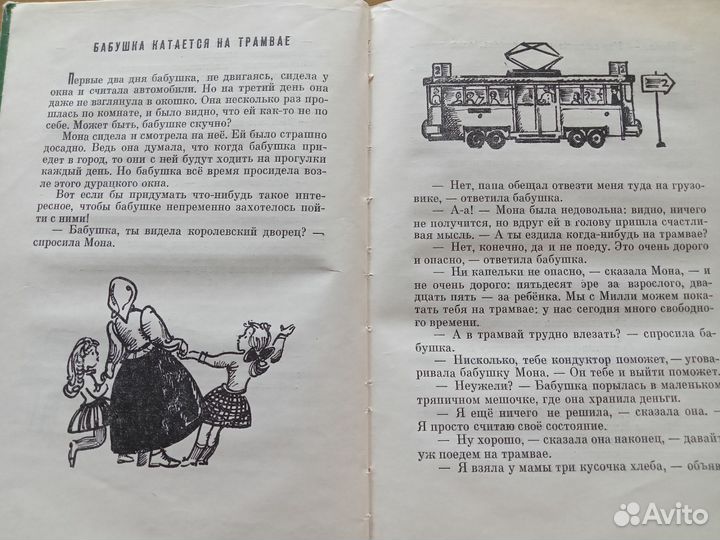 БАБУШКА КАТАЕТСЯ НА ТРАМВАЕ
Первые два дня бабушка, не двигаясь, сидела у
окна и считала автомобили. Но на третий день она
даже не взглянула в окошко. Она несколько раз про-
шлась по комнате, и было видно, что ей как-то не по
себе. Может быть, бабушке скучно?
Мона сидела и смотрела на неё. Ей было страшно
досадно. Ведь она думала, что когда бабушка при-
едет в город, то они с ней будут ходить на прогулки
каждый день. Но бабушка всё время просидела воз-
ле этого дурацкого окна.
Вот если бы придумать что-нибудь такое инте-
ресное, чтобы бабушке непременно захотелось пой-
ти с ними!
— Бабушка, ты видела королевский дворец? —
спросила Мона.
2
2
2
— Нет, папа обещал отвезти меня туда на грузо-
вике, — ответила бабушка.
— А-а! — Мона была недовольна: видно, ничего
не получится, но вдруг ей в голову пришла счастли-
вая мысль. — А ты ездила когда-нибудь на трамвае?
— Нет, конечно, да и не поеду. Это очень дорого
и опасно, — ответила бабушка.
— Ни капельки не опасно, — сказала Мона, — и
не очень дорого: пятьдесят эре за взрослого, два-
дцать пять — за ребёнка. Мы с Милли можем пока-
тать тебя на трамвае; у нас сегодня много свободно-
го времени.
— А в трамвай трудно влезать? — спросила ба-
бушка.
— Нисколько, тебе кондуктор поможет, — угова-
ривала бабушку Мона. — Он тебе и выйти поможет.
— Неужели? — Бабушка порылась в маленьком
тряпичном мешочке, где она хранила деньги.
— Я ещё ничего не решила, — сказала она. —
Я просто считаю своё состояние.
— Ну хорошо, — сказала она наконец, — давай
уж поедем на трамвае.
— Я взяла у мамы три кусочка хлеба, — объяв
Avito